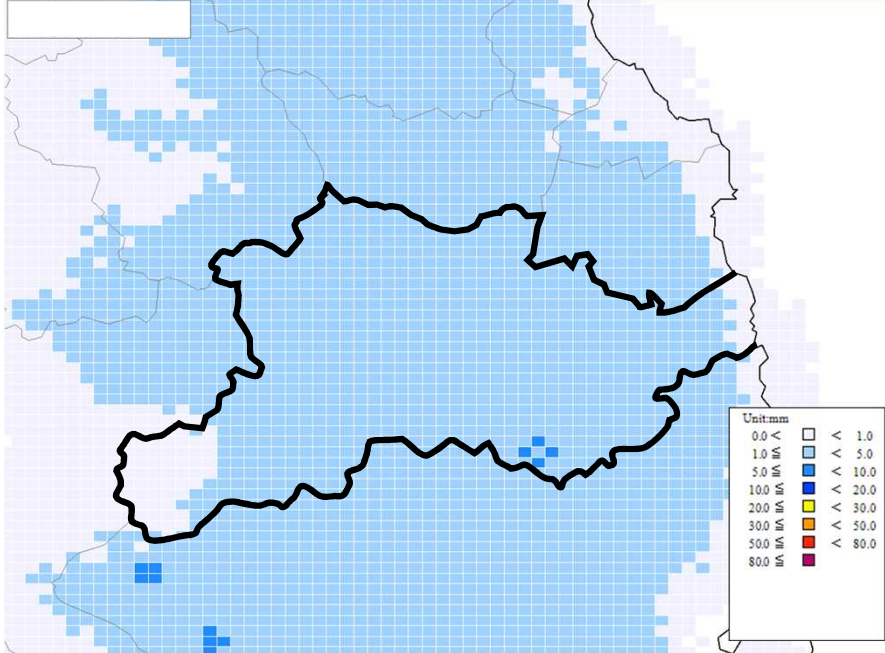 Unit:mm
0.0 < < 1.0
1.0 ≦ < 5.0
5.0 ≦ < 10.0
10.0 ≦ < 20.0
20.0 ≦ < 30.0
30.0 ≦ < 50.0
50.0 ≦ < 80.0
80.0 ≦